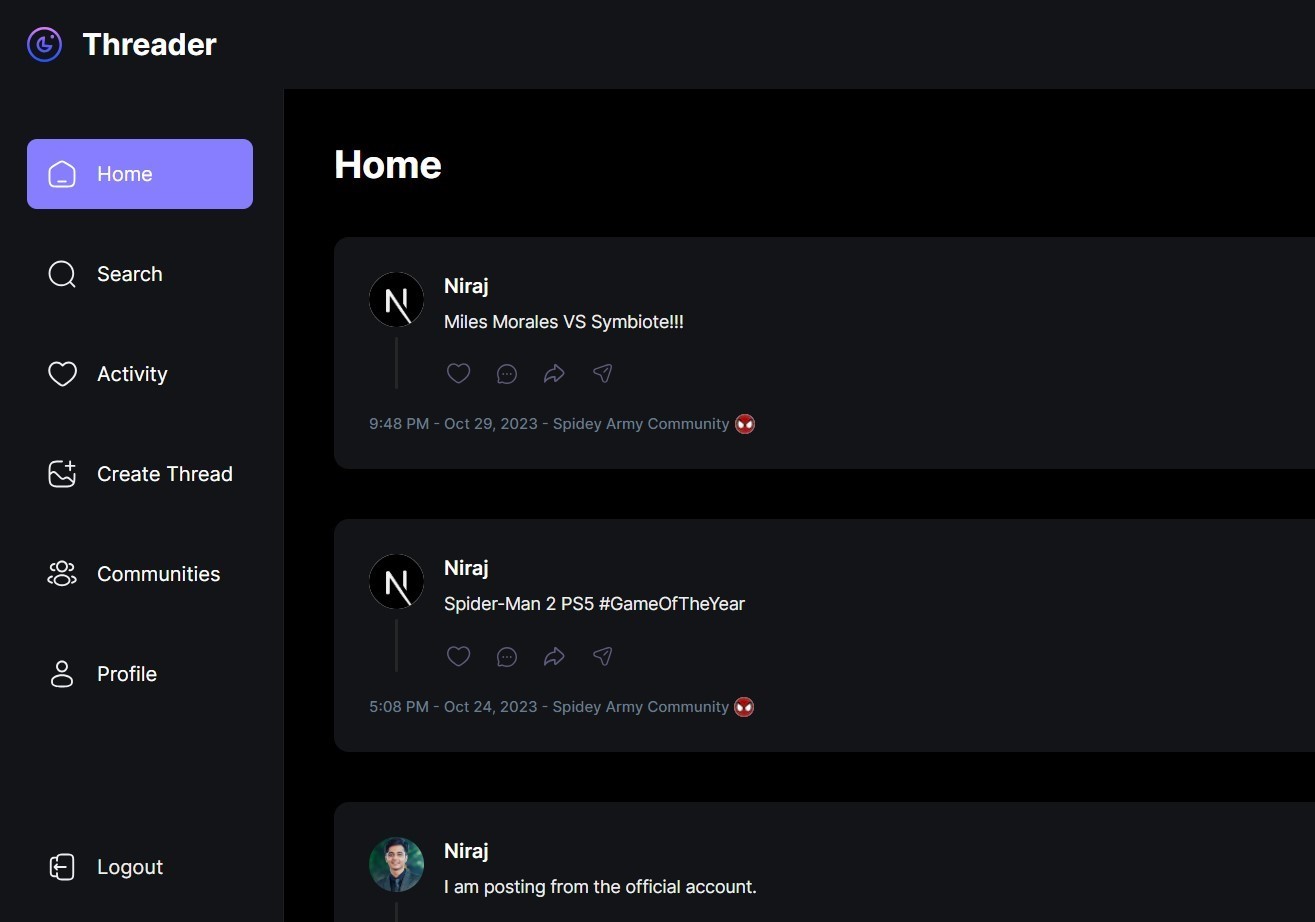 Threader
Home
Search
Activity
Create Thread
Communities
Profile
Logout
Home
Niraj
Miles Morales VS Symbiote!!!
9:48 PM - Oct 29, 2023 - Spidey Army Community
Niraj
Spider-Man 2 PS5 #GameOfTheYear
5:08 PM - Oct 24, 2023 - Spidey Army Community
Niraj
I am posting from the official account.